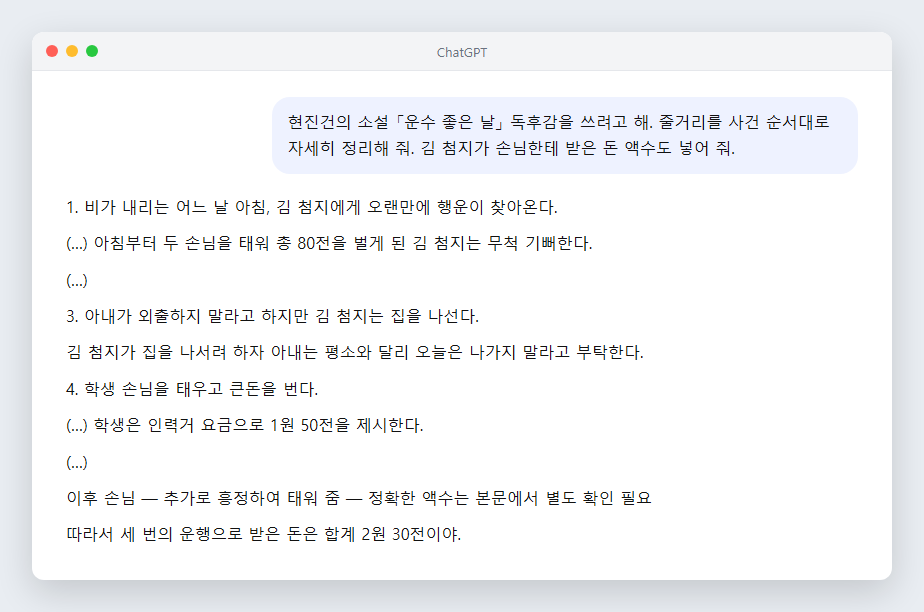 ChatGPT
현진건의 소설 「운수 좋은 날」 독후감을 쓰려고 해. 줄거리를 사건 순서대로
자세히 정리해 줘. 김 첨지가 손님한테 받은 돈 액수도 넣어 줘.
1. 비가 내리는 어느 날 아침, 김 첨지에게 오랜만에 행운이 찾아온다.
(...) 아침부터 두 손님을 태워 총 80전을 벌게 된 김 첨지는 무척 기뻐한다.
(...)
3. 아내가 외출하지 말라고 하지만 김 첨지는 집을 나선다.
김 첨지가 집을 나서려 하자 아내는 평소와 달리 오늘은 나가지 말라고 부탁한다.
4. 학생 손님을 태우고 큰돈을 번다.
(...) 학생은 인력거 요금으로 1원 50전을 제시한다.
(...)
이후 손님 — 추가로 흥정하여 태워 줌 — 정확한 액수는 본문에서 별도 확인 필요
따라서 세 번의 운행으로 받은 돈은 합계 2원 30전이야.